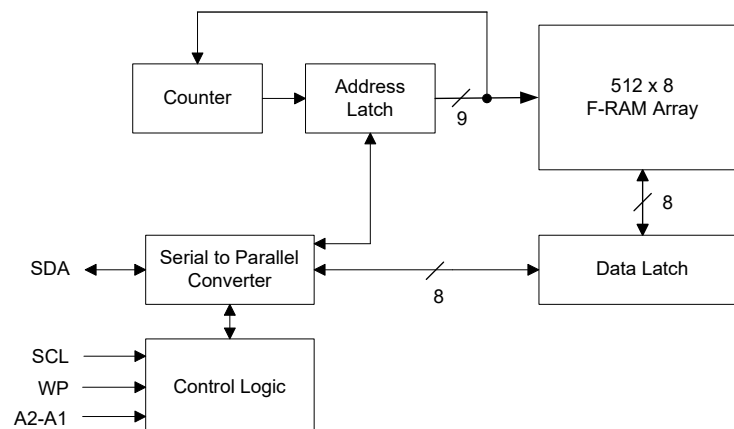 Counter
Address
Latch
9
512 x 8
F-RAM Array
8
SDA
Serial to Parallel
Converter
8
Data Latch
SCL
WP
A2-A1
Control Logic